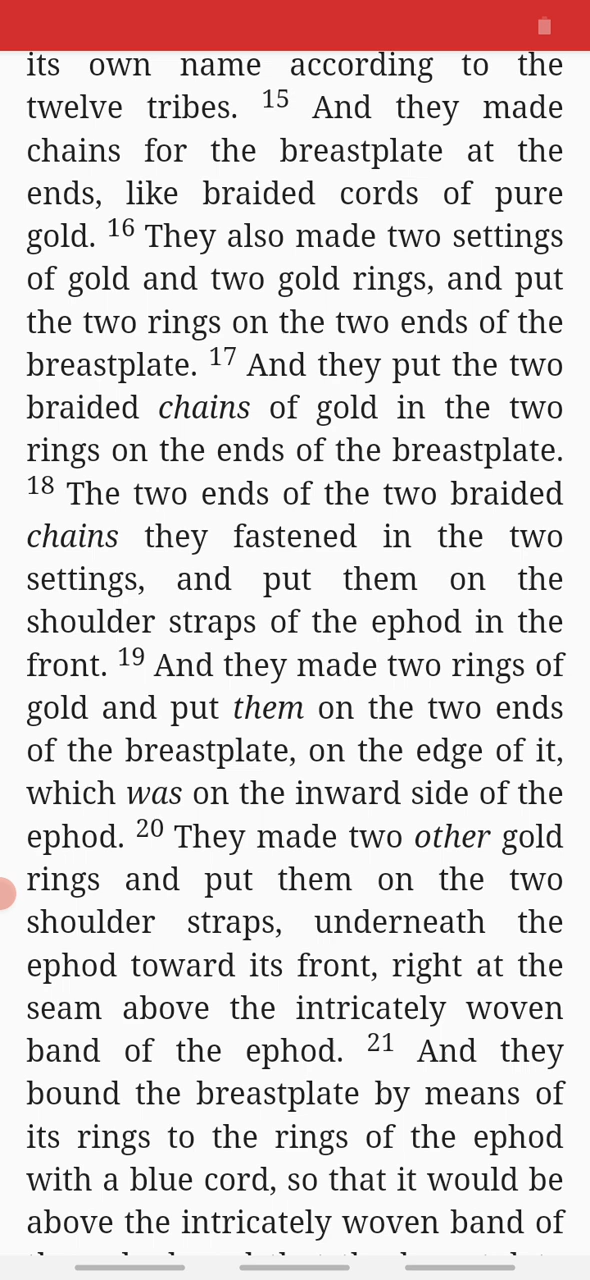 its own name according to the
twelve tribes. 15 And they made
chains for the breastplate at the
ends, like braided cords of pure
gold. 16 They also made two settings
of gold and two gold rings, and put
the two rings on the two ends of the
breastplate. 17 And they put the two
braided chains of gold in the two
rings on the ends of the breastplate.
18 The two ends of the two braided
chains they fastened in the two
settings, and put them on the
shoulder straps of the ephod in the
front. 19 And they made two rings of
gold and put them on the two ends
of the breastplate, on the edge of it,
which was on the inward side of the
ephod. 20 They made two other gold
rings and put them on the two
shoulder straps, underneath the
ephod toward its front, right at the
seam above the intricately woven
band of the ephod. 21 And they
bound the breastplate by means of
its rings to the rings of the ephod
with a blue cord, so that it would be
above the intricately woven band of